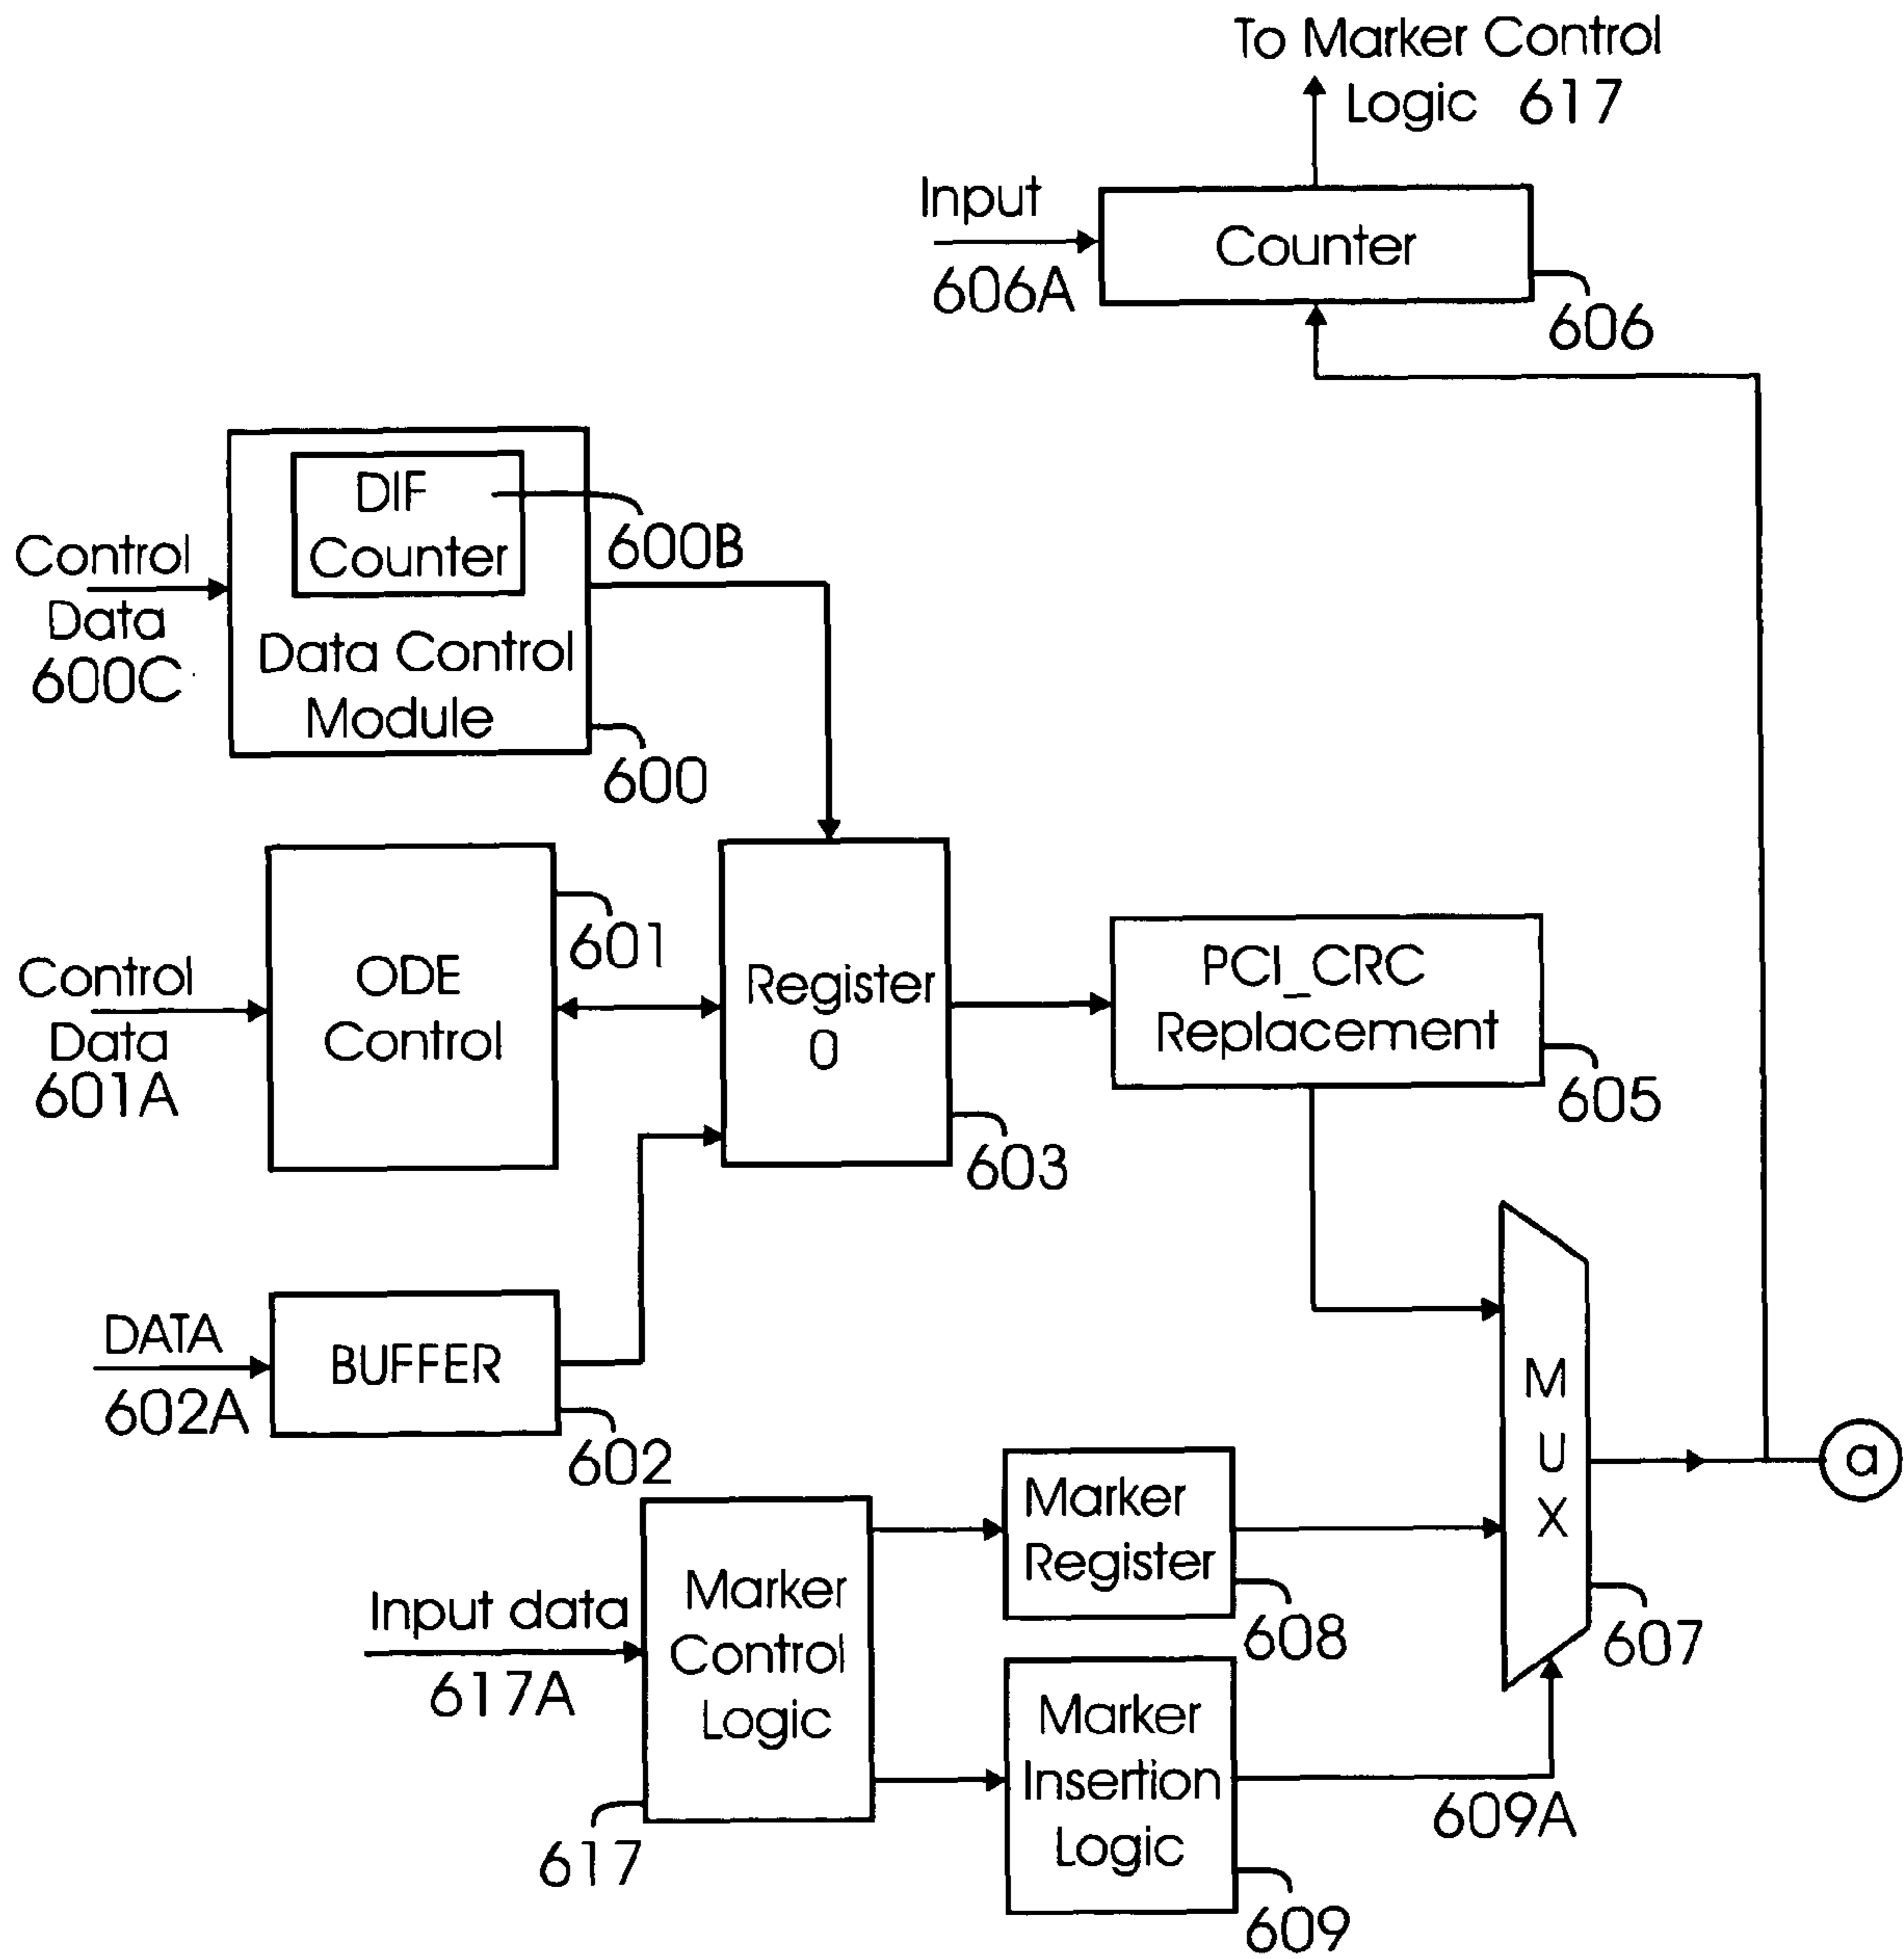 To Marker Control
Logic 617
Input
606A
Counter
606
DIF
Counter
600B
Control
Data
600C
Data Control
Module
600
ODE
Control
601
Control
Data
601A
Register
0
603
PCI_CRC
Replacement
605
DATA
602A
BUFFER
602
M
U
X
607
a
Marker
Register
608
Input data
617A
Marker
Control
Logic
617
Marker
Insertion
Logic
609A
609